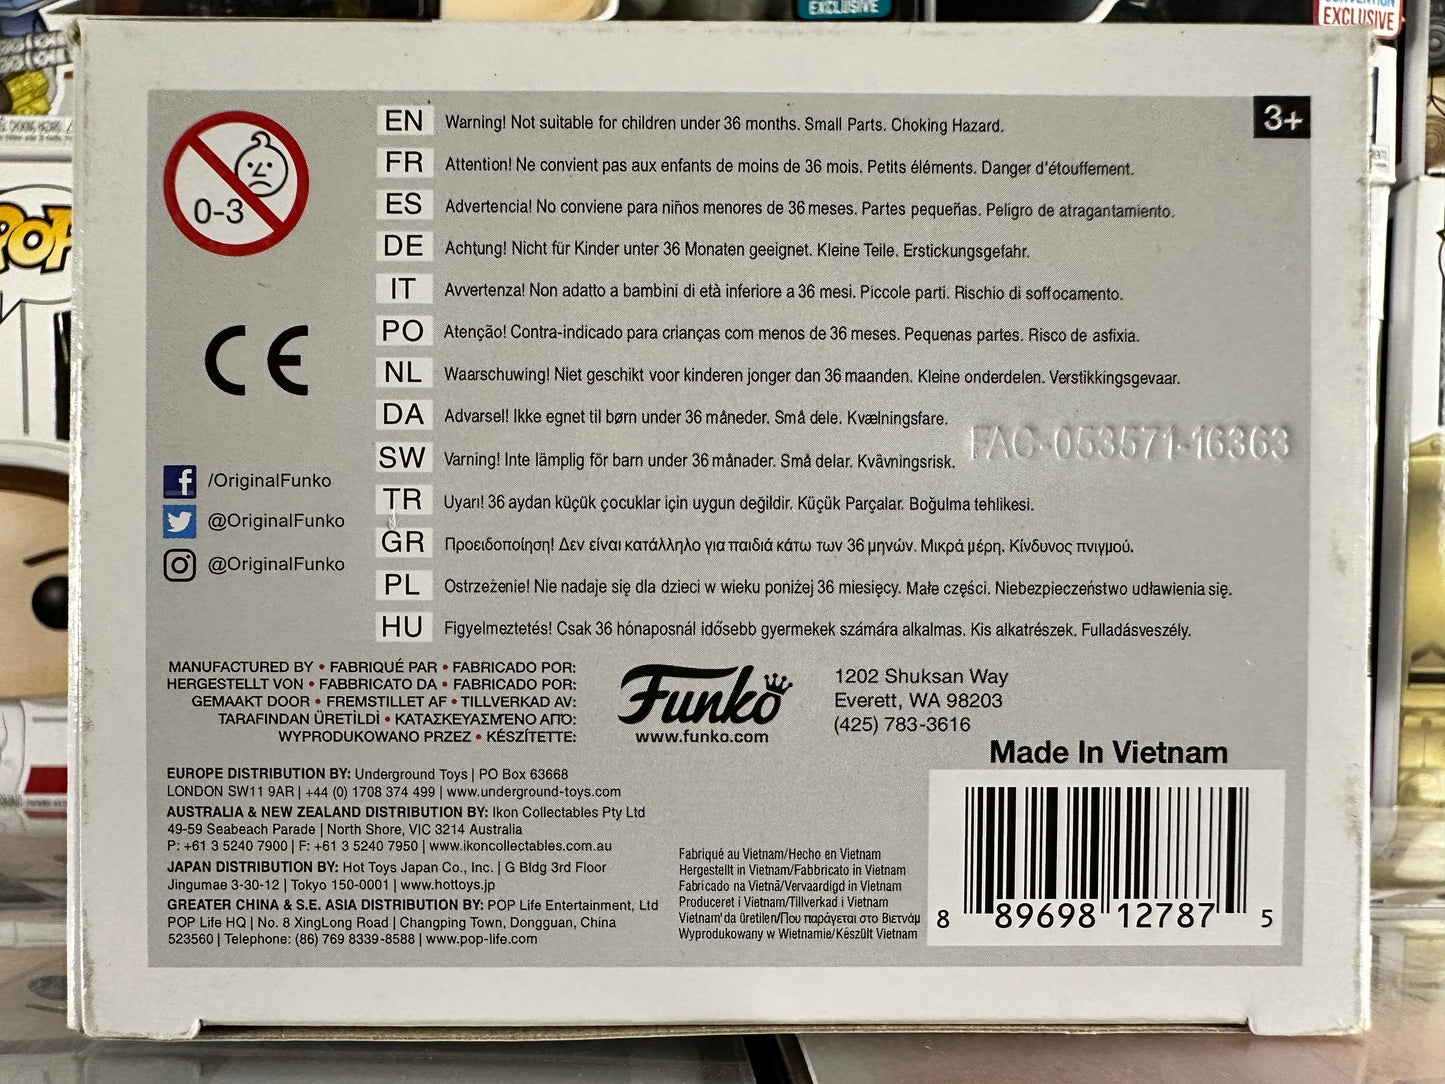 EXCLUSIVE
CONVENTION
EXCLUSIVE
POP
3+
0-3
EN Warning! Not suitable for children under 36 months. Small Parts. Choking Hazard.
FR Attention! Ne convient pas aux enfants de moins de 36 mois. Petits éléments. Danger d'étouffement.
ES Advertencia! No conviene para niños menores de 36 meses. Partes pequeñas. Peligro de atragantamiento.
DE Achtung! Nicht für Kinder unter 36 Monaten geeignet. Kleine Teile. Erstickungsgefahr.
IT Avvertenza! Non adatto a bambini di età inferiore a 36 mesi. Piccole parti. Rischio di soffocamento.
PO Atenção! Contra-indicado para crianças com menos de 36 meses. Pequenas partes. Risco de asfixia.
NL Waarschuwing! Niet geschikt voor kinderen jonger dan 36 maanden. Kleine onderdelen. Verstikkingsgevaar.
DA Advarsel! Ikke egnet til børn under 36 måneder. Små dele. Kvælningsfare.
SW Varning! Inte lämplig för barn under 36 månader. Små delar. Kvävningsrisk.
TR Uyarı! 36 aydan küçük çocuklar için uygun değildir. Küçük Parçalar. Boğulma tehlikesi.
GR Προειδοποίηση! Δεν είναι κατάλληλο για παιδιά κάτω των 36 μηνών. Μικρά μέρη. Κίνδυνος πνιγμού.
PL Ostrzeżenie! Nie nadaje się dla dzieci w wieku poniżej 36 miesięcy. Małe części. Niebezpieczeństwo udławienia się.
HU Figyelmeztetés! Csak 36 hónaposnál idősebb gyermekek számára alkalmas. Kis alkatrészek. Fulladásveszély.
FAC-053571-16363
CE
/OriginalFunko
@OriginalFunko
@OriginalFunko
MANUFACTURED BY • FABRIQUÉ PAR • FABRICADO POR:
HERGESTELLT VON • FABBRICATO DA • FABRICADO POR:
GEMAAKT DOOR • FREMSTILLET AF • TILLVERKAD AV:
TARAFINDAN ÜRETİLDİ • ΚΑΤΑΣΚΕΥΑΣΜΈΝΟ ΑΠΌ:
WYPRODUKOWANO PRZEZ • KÉSZÍTETTE:
Funko
www.funko.com
1202 Shuksan Way
Everett, WA 98203
(425) 783-3616
Made In Vietnam
EUROPE DISTRIBUTION BY: Underground Toys | PO Box 63668
LONDON SW11 9AR | +44 (0) 1708 374 499 | www.underground-toys.com
AUSTRALIA & NEW ZEALAND DISTRIBUTION BY: Ikon Collectables Pty Ltd
49-59 Seabeach Parade | North Shore, VIC 3214 Australia
P: +61 3 5240 7900 | F: +61 3 5240 7950 | www.ikoncollectables.com.au
JAPAN DISTRIBUTION BY: Hot Toys Japan Co., Inc. | G Bldg 3rd Floor
Jingumae 3-30-12 | Tokyo 150-0001 | www.hottoys.jp
GREATER CHINA & S.E. ASIA DISTRIBUTION BY: POP Life Entertainment, Ltd
POP Life HQ | No. 8 XingLong Road | Changping Town, Dongguan, China
523560 | Telephone: (86) 769 8339-8588 | www.pop-life.com
Fabriqué au Vietnam/Hecho en Vietnam
Hergestellt in Vietnam/Fabbricato in Vietnam
Fabricado na Vietnã/Vervaardigd in Vietnam
Produceret i Vietnam/Tillverkad i Vietnam
Vietnam'da üretilen/Που παράγεται στο Βιετνάμ
Wyprodukowany w Wietnamie/Készült Vietnam
8 89698 12787 5